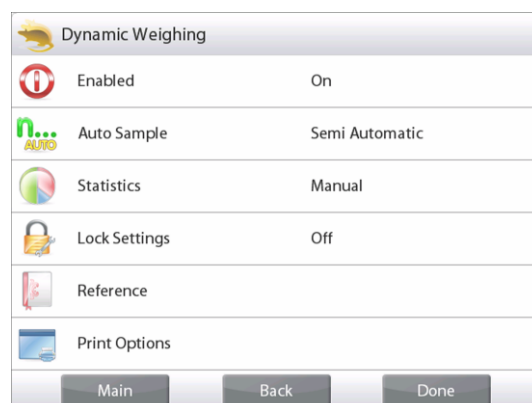 Dynamic Weighing
Enabled On
n...
AUTO
Auto Sample Semi Automatic
Statistics Manual
Lock Settings Off
Reference
Print Options
Main Back Done